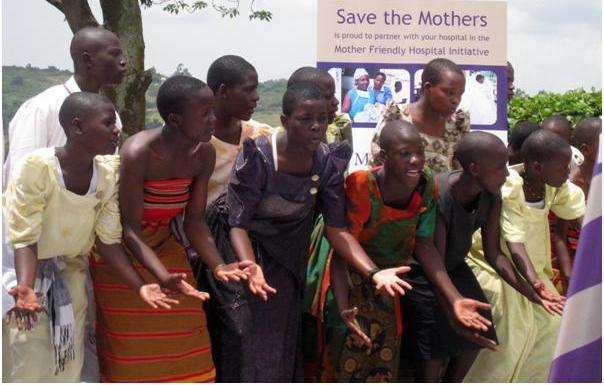 Save the Mothers
is proud to partner with your hospital in the
Mother Friendly Hospital Initiative
M